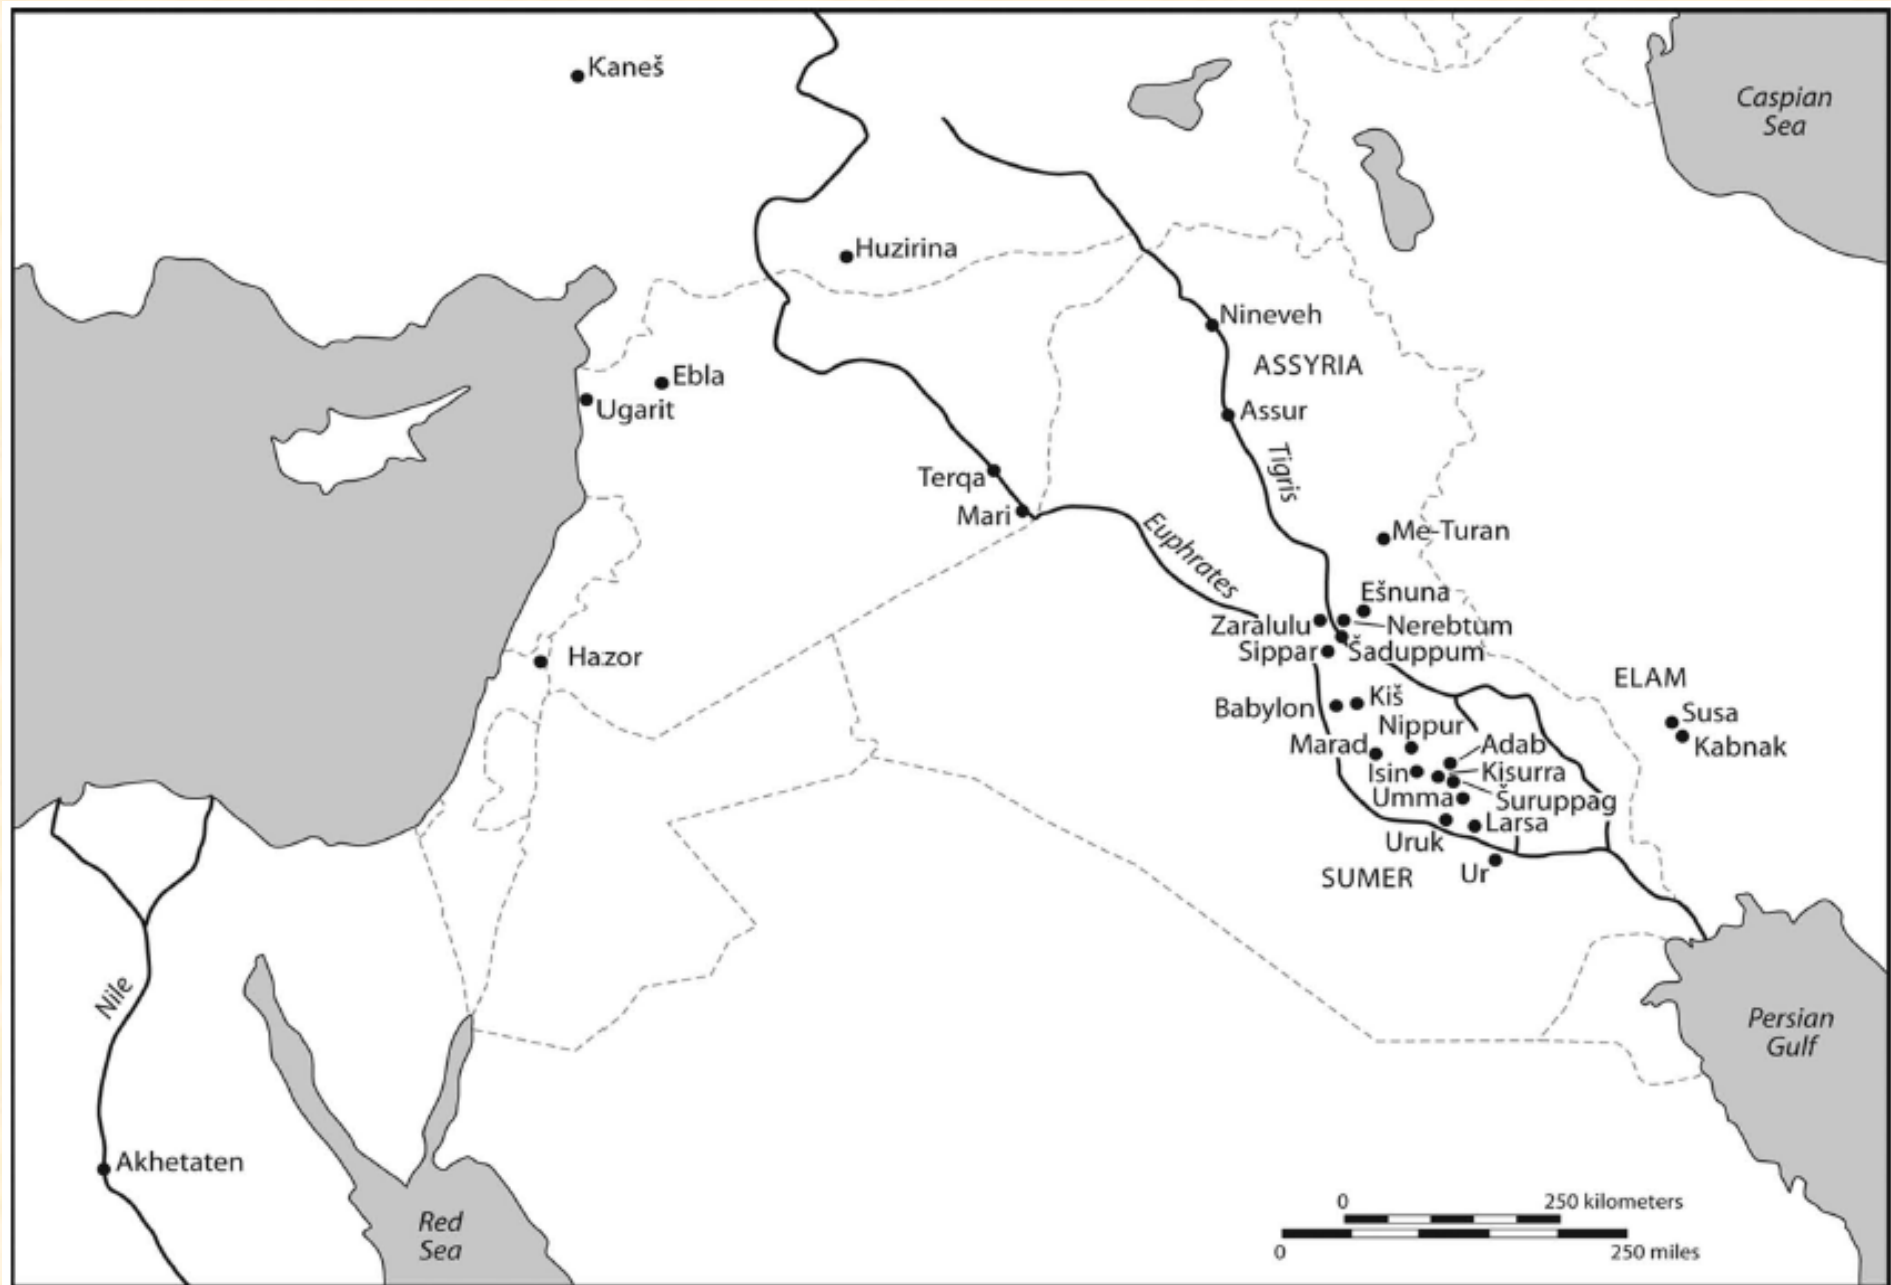 Kaneš
Caspian
Sea
Huzirina
Nineveh
ASSYRIA
Ebla
Ugarit
Assur
Tigris
Terqa
Mari
Euphrates
Me-Turan
Ešnuna
Zaralulu
Nerebtum
Sippar
Šaduppum
Hazor
ELAM
Susa
Kabnak
Babylon
Kiš
Nippur
Marad
Adab
Isin
Kisurra
Umma
Šuruppag
Larsa
Uruk
SUMER
Ur
Nile
Persian
Gulf
Akhetaten
Red
Sea
0 250 kilometers
0 250 miles